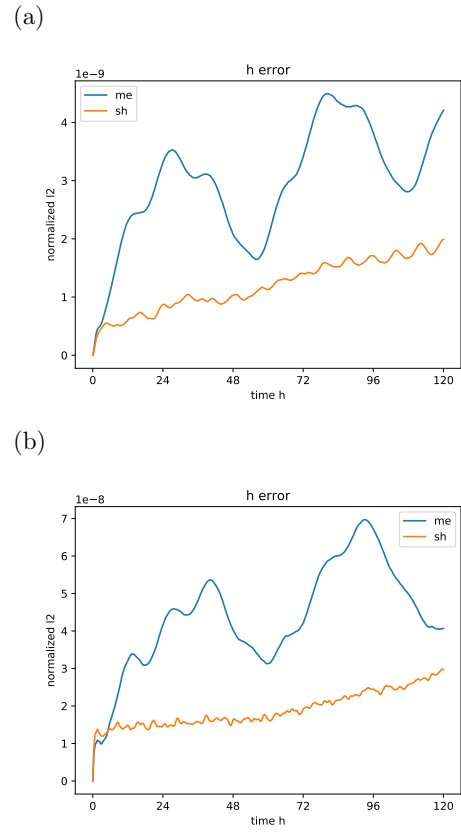 (a)
1e−9
h error
me
sh
4
3
2
1
0
normalized l2
0 24 48 72 96 120
time h
(b)
1e−8
h error
me
sh
7
6
5
4
3
2
1
0
normalized l2
0 24 48 72 96 120
time h